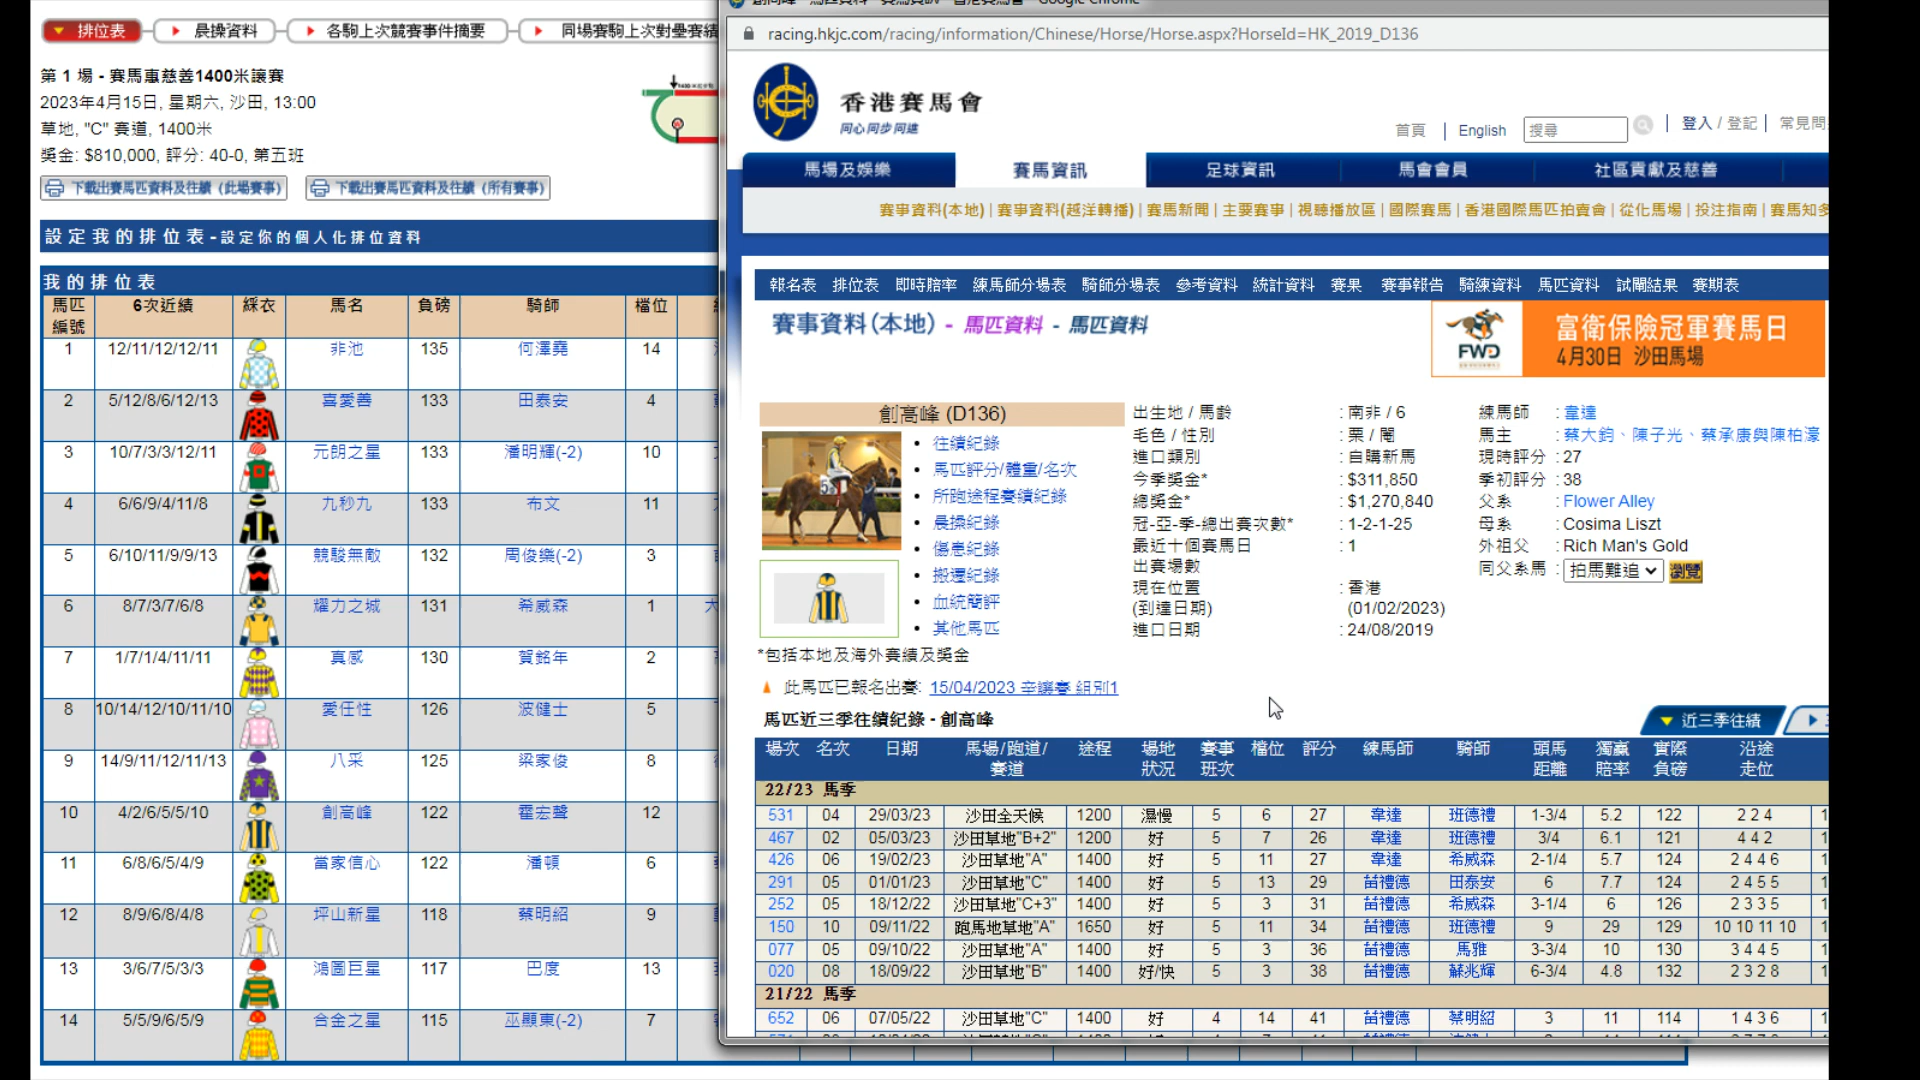 排位表
晨操資料
各駒上次競賽事件摘要
同場賽駒上次對壘賽績
第 1 場 - 賽馬車慈善1400米讓賽
2023年4月15日, 星期六, 沙田, 13:00
草地, "C" 賽道, 1400米
獎金: $810,000, 評分: 40-0, 第五班
下載出賽馬匹資料及往績 (此場賽事)
下載出賽馬匹資料及往績 (所有賽事)
設定我的排位表-設定你的個人化排位資料
我的排位表
馬匹編號 6次近績 綵衣 馬名 負磅 騎師 檔位
1 12/11/12/12/11 非池 135 何澤堯 14
2 5/12/8/6/12/13 喜愛善 133 田泰安 4
3 10/7/3/3/12/11 元朗之星 133 潘明輝(-2) 10
4 6/6/9/4/11/8 九秒九 133 布文 11
5 6/10/11/9/9/13 競駿無敵 132 周俊樂(-2) 3
6 8/7/3/7/6/8 耀力之城 131 希威森 1 大
7 1/7/1/4/11/11 真感 130 賀銘年 2
8 10/14/12/10/11/10 愛任性 126 波健士 5
9 14/9/11/12/11/13 八采 125 梁家俊 8
10 4/2/6/5/5/10 創高峰 122 霍宏聲 12
11 6/8/6/5/4/9 當家信心 122 潘頓 6
12 8/9/6/8/4/8 坪山新星 118 蔡明紹 9
13 3/6/7/5/3/3 鴻圖巨星 117 巴度 13
14 5/5/9/6/5/9 合金之星 115 巫顯東(-2) 7
racing.hkjc.com/racing/information/Chinese/Horse/Horse.aspx?HorseId=HK_2019_D136
香港賽馬會
同心同步同進
首頁 | English 搜尋 | 登入 / 登記 | 常見問
馬場及娛樂 賽馬資訊 足球資訊 馬會會員 社區貢獻及慈善
賽事資料(本地) | 賽事資料(越洋轉播) | 賽馬新聞 | 主要賽事 | 視聽播放區 | 國際賽馬 | 香港國際馬匹拍賣會 | 從化馬場 | 投注指南 | 賽馬知多
報名表 排位表 即時賠率 練馬師分場表 騎師分場表 參考資料 統計資料 賽果 賽事報告 騎練資料 馬匹資料 試閘結果 賽期表
賽事資料(本地) - 馬匹資料 - 馬匹資料
FWD
富衛保險冠軍賽馬日
4月30日 沙田馬場
創高峰 (D136)
• 往績紀錄
• 馬匹評分/體重/名次
• 所跑途程賽績紀錄
• 晨操紀錄
• 傷患紀錄
• 搬遷紀錄
• 血統簡評
• 其他馬匹
出生地 / 馬齡 : 南非 / 6
毛色 / 性別 : 栗 / 閹
進口類別 : 自購新馬
今季獎金* : $311,850
總獎金* : $1,270,840
冠-亞-季-總出賽次數* : 1-2-1-25
最近十個賽馬日 : 1
出賽場數
現在位置 : 香港
(到達日期) (01/02/2023)
進口日期 : 24/08/2019
練馬師 : 韋達
馬主 : 蔡大鈞、陳子光、蔡承康與陳柏濠
現時評分 : 27
季初評分 : 38
父系 : Flower Alley
母系 : Cosima Liszt
外祖父 : Rich Man's Gold
同父系馬 : 拍馬難追 瀏覽
*包括本地及海外賽績及獎金
此馬匹已報名出賽: 15/04/2023 辛讓賽 組別1
馬匹近三季往績紀錄 - 創高峰
近三季往績
場次 名次 日期 馬場/跑道/賽道 途程 場地狀況 賽事班次 檔位 評分 練馬師 騎師 頭馬距離 獨贏賠率 實際負磅 沿途走位
22/23 馬季
531 04 29/03/23 沙田全天候 1200 濕慢 5 6 27 韋達 班德禮 1-3/4 5.2 122 2 2 4 1
467 02 05/03/23 沙田草地"B+2" 1200 好 5 7 26 韋達 班德禮 3/4 6.1 121 4 4 2 1
426 06 19/02/23 沙田草地"A" 1400 好 5 11 27 韋達 希威森 2-1/4 5.7 124 2 4 4 6 1
291 05 01/01/23 沙田草地"C" 1400 好 5 13 29 苗禮德 田泰安 6 7.7 124 2 4 5 5 1
252 05 18/12/22 沙田草地"C+3" 1400 好 5 3 31 苗禮德 希威森 3-1/4 6 126 2 3 3 5 1
150 10 09/11/22 跑馬地草地"A" 1650 好 5 11 34 苗禮德 班德禮 9 29 129 10 10 11 10 1
077 05 09/10/22 沙田草地"A" 1400 好 5 3 36 苗禮德 馬雅 3-3/4 10 130 3 4 4 5 1
020 08 18/09/22 沙田草地"B" 1400 好/快 5 3 38 苗禮德 蘇兆輝 6-3/4 4.8 132 2 3 2 8 1
21/22 馬季
652 06 07/05/22 沙田草地"C" 1400 好 4 14 41 苗禮德 蔡明紹 3 11 114 1 4 3 6 1